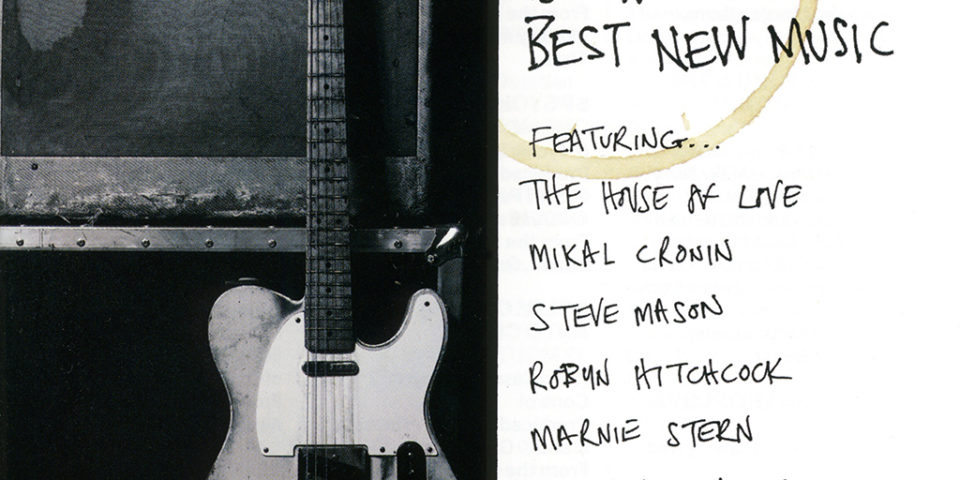 BEST NEW MUSIC
FEATURING...
THE HOUSE OF LOVE
MIKAL CRONIN
STEVE MASON
ROBYN HITCHCOCK
MARNIE STERN